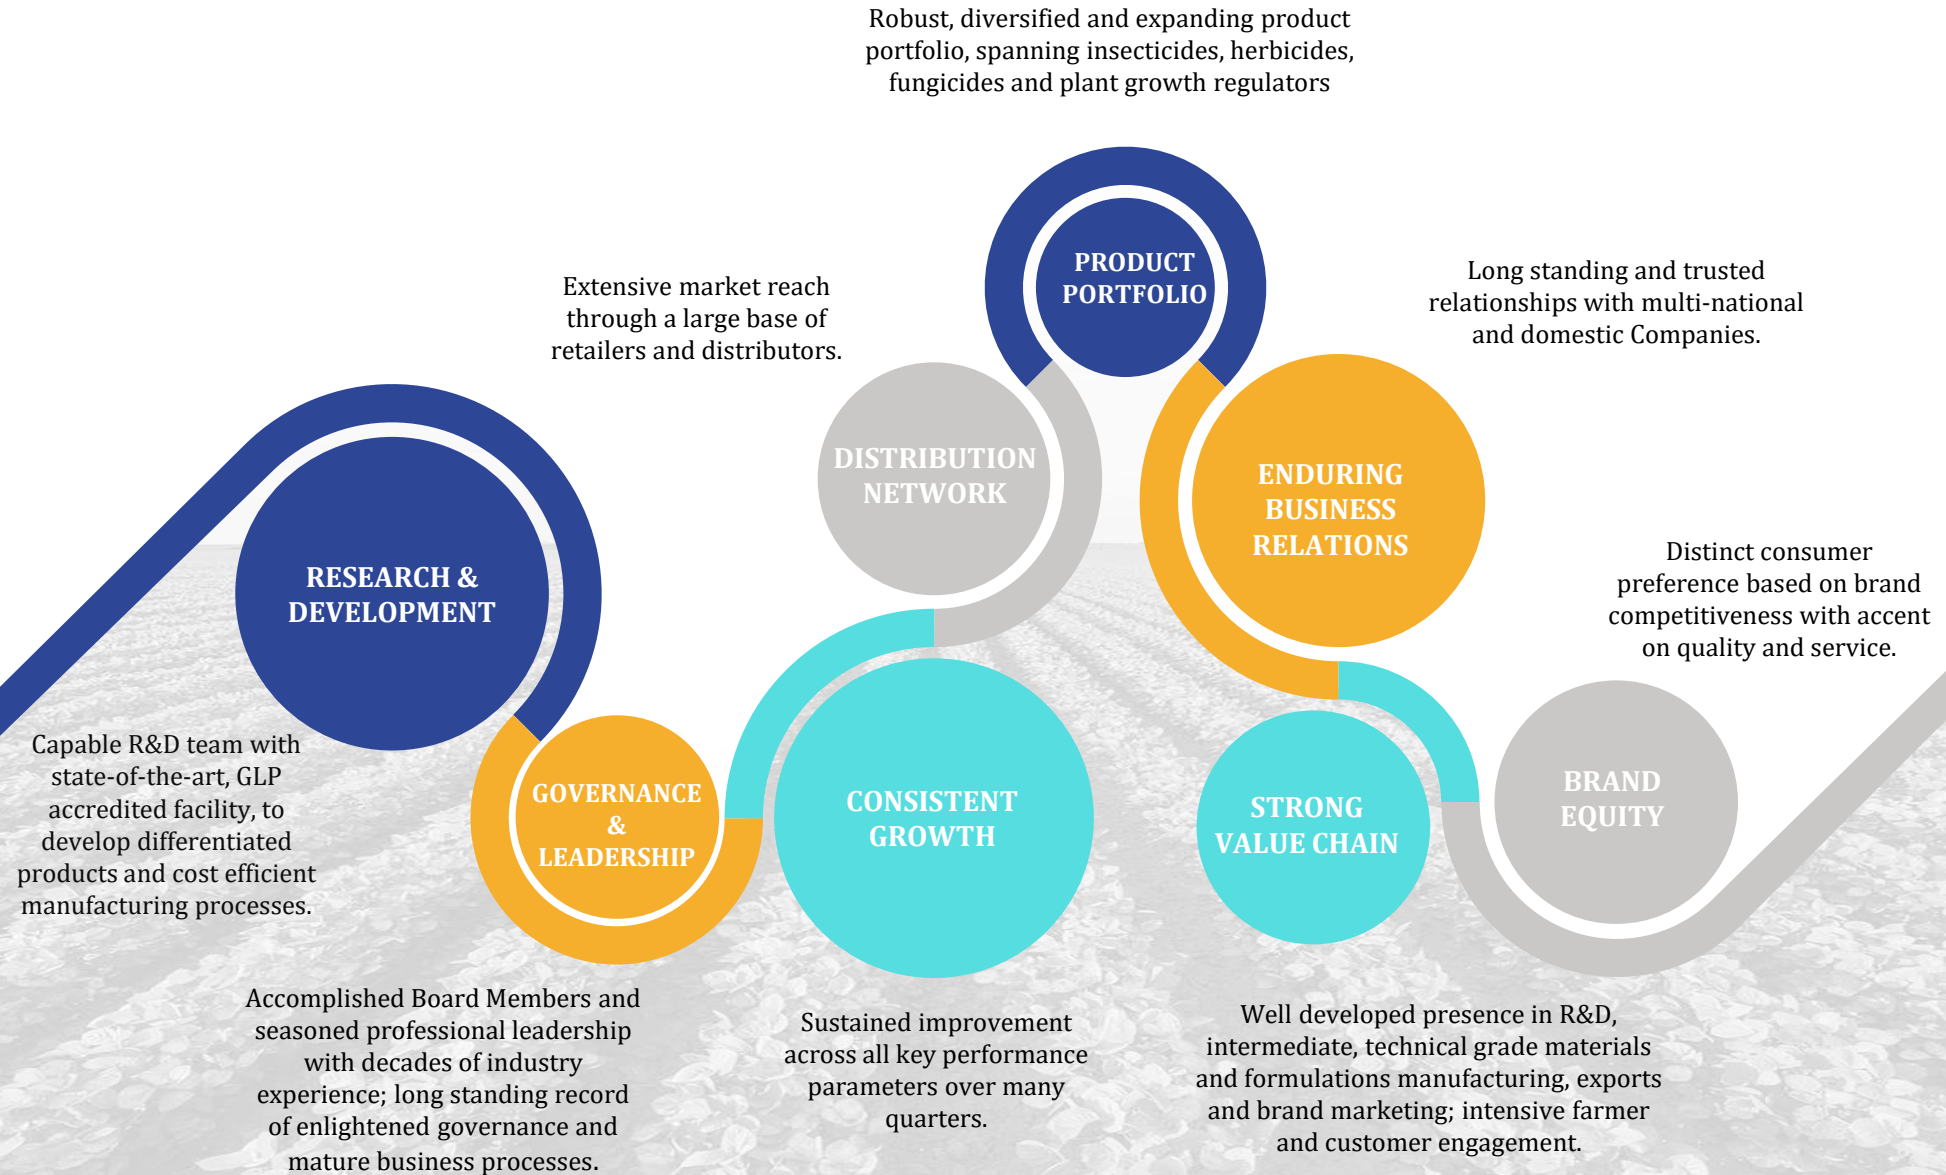 Robust, diversified and expanding product
portfolio, spanning insecticides, herbicides,
fungicides and plant growth regulators
PRODUCT
PORTFOLIO
Extensive market reach
through a large base of
retailers and distributors.
Long standing and trusted
relationships with multi-national
and domestic Companies.
DISTRIBUTION
NETWORK
ENDURING
BUSINESS
RELATIONS
RESEARCH &
DEVELOPMENT
Distinct consumer
preference based on brand
competitiveness with accent
on quality and service.
Capable R&D team with
state-of-the-art, GLP
accredited facility, to
develop differentiated
products and cost efficient
manufacturing processes.
GOVERNANCE
&
LEADERSHIP
CONSISTENT
GROWTH
STRONG
VALUE CHAIN
BRAND
EQUITY
Accomplished Board Members and
seasoned professional leadership
with decades of industry
experience; long standing record
of enlightened governance and
mature business processes.
Sustained improvement
across all key performance
parameters over many
quarters.
Well developed presence in R&D,
intermediate, technical grade materials
and formulations manufacturing, exports
and brand marketing; intensive farmer
and customer engagement.